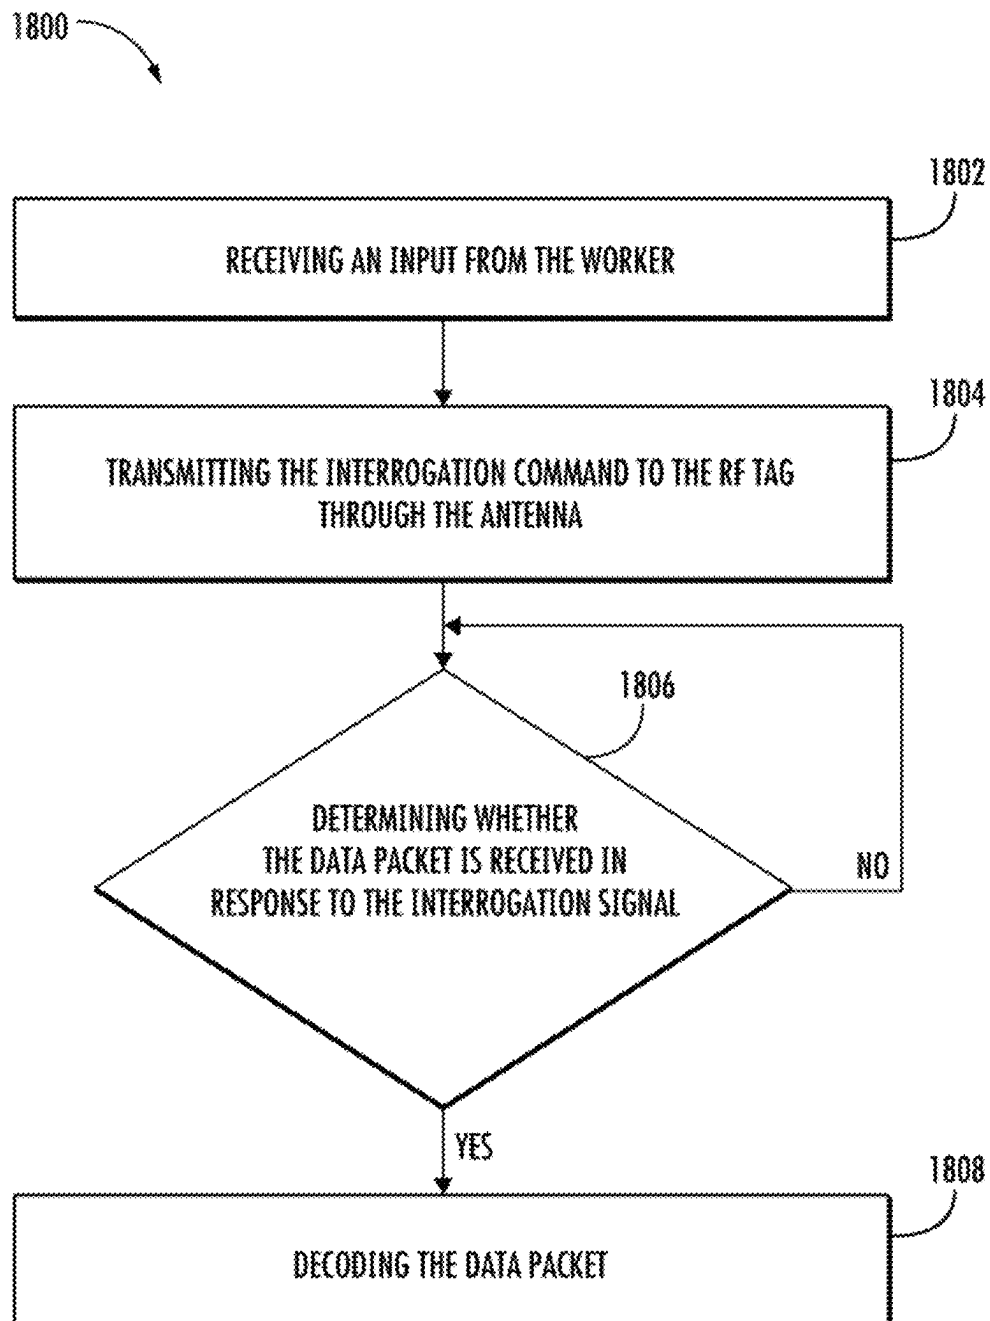 1800
1802
RECEIVING AN INPUT FROM THE WORKER
1804
TRANSMITTING THE INTERROGATION COMMAND TO THE RF TAG
THROUGH THE ANTENNA
1806
DETERMINING WHETHER
THE DATA PACKET IS RECEIVED IN
RESPONSE TO THE INTERROGATION SIGNAL
NO
YES
1808
DECODING THE DATA PACKET